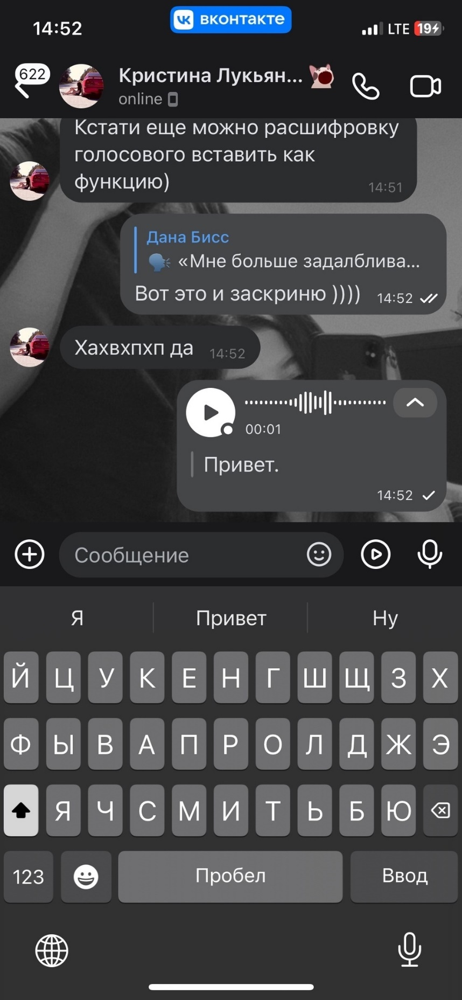 14:52
вконтакте
LTE 19
622
Кристина Лукьян...
online
Кстати еще можно расшифровку
голосового вставить как
функцию)
14:51
Дана Бисс
«Мне больше задалблива...
Вот это и заскриню ))))
14:52
Хахвхпхп да
14:52
00:01
Привет.
14:52
Сообщение
Я Привет Ну
Й Ц У К Е Н Г Ш Щ З Х
Ф Ы В А П Р О Л Д Ж Э
Я Ч С М И Т Ь Б Ю
123 Пробел Ввод